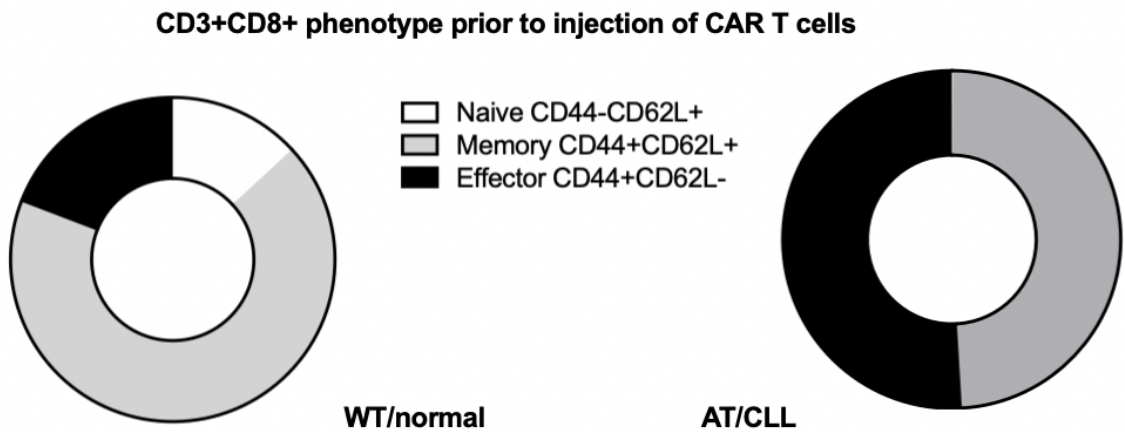 CD3+CD8+ phenotype prior to injection of CAR T cells
Naive CD44-CD62L+
Memory CD44+CD62L+
Effector CD44+CD62L-
WT/normal
AT/CLL